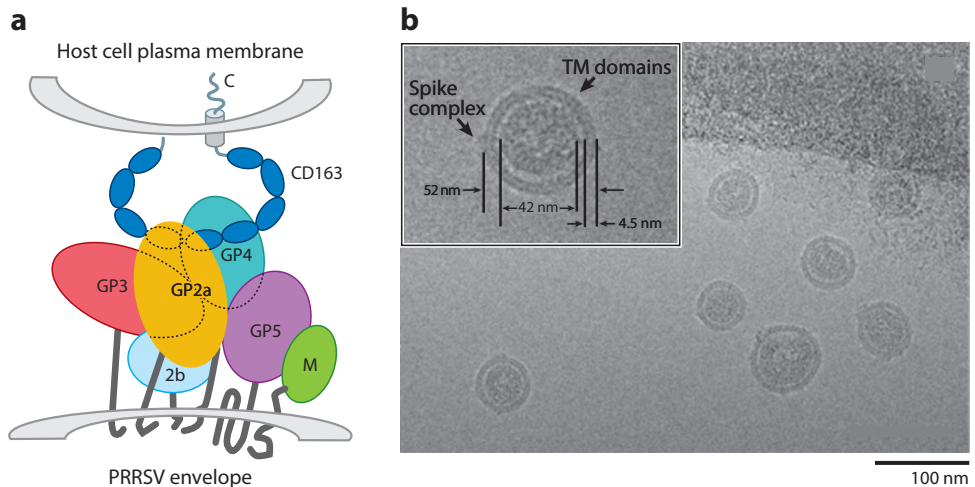 a
Host cell plasma membrane
C
CD163
GP4
GP3
GP2a
GP5
2b
M
PRRSV envelope
b
TM domains
Spike
complex
52 nm
42 nm
4.5 nm
100 nm